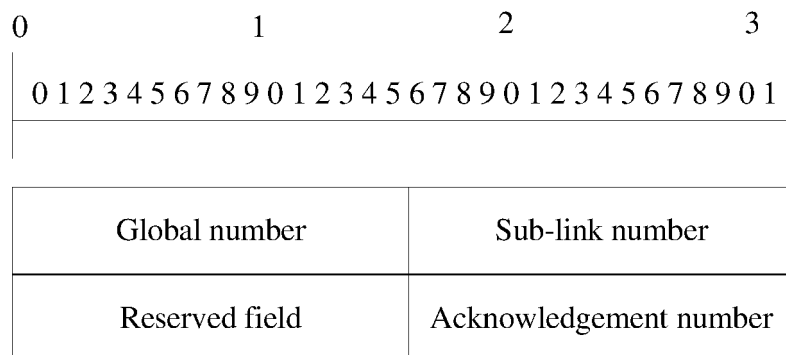 0 1 2 3
0 1 2 3 4 5 6 7 8 9 0 1 2 3 4 5 6 7 8 9 0 1 2 3 4 5 6 7 8 9 0 1
Global number Sub-link number
Reserved field Acknowledgement number